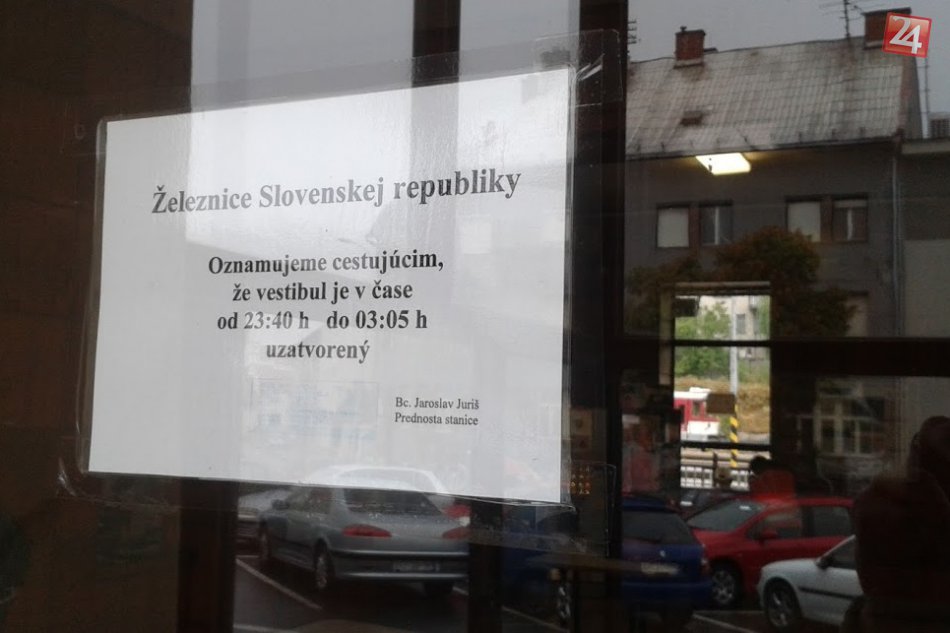 24
Železnice Slovenskej republiky
Oznamujeme cestujúcim,
že vestibul je v čase
od 23:40 h do 03:05 h
uzatvorený
Bc. Jaroslav Juriš
Prednosta stanice